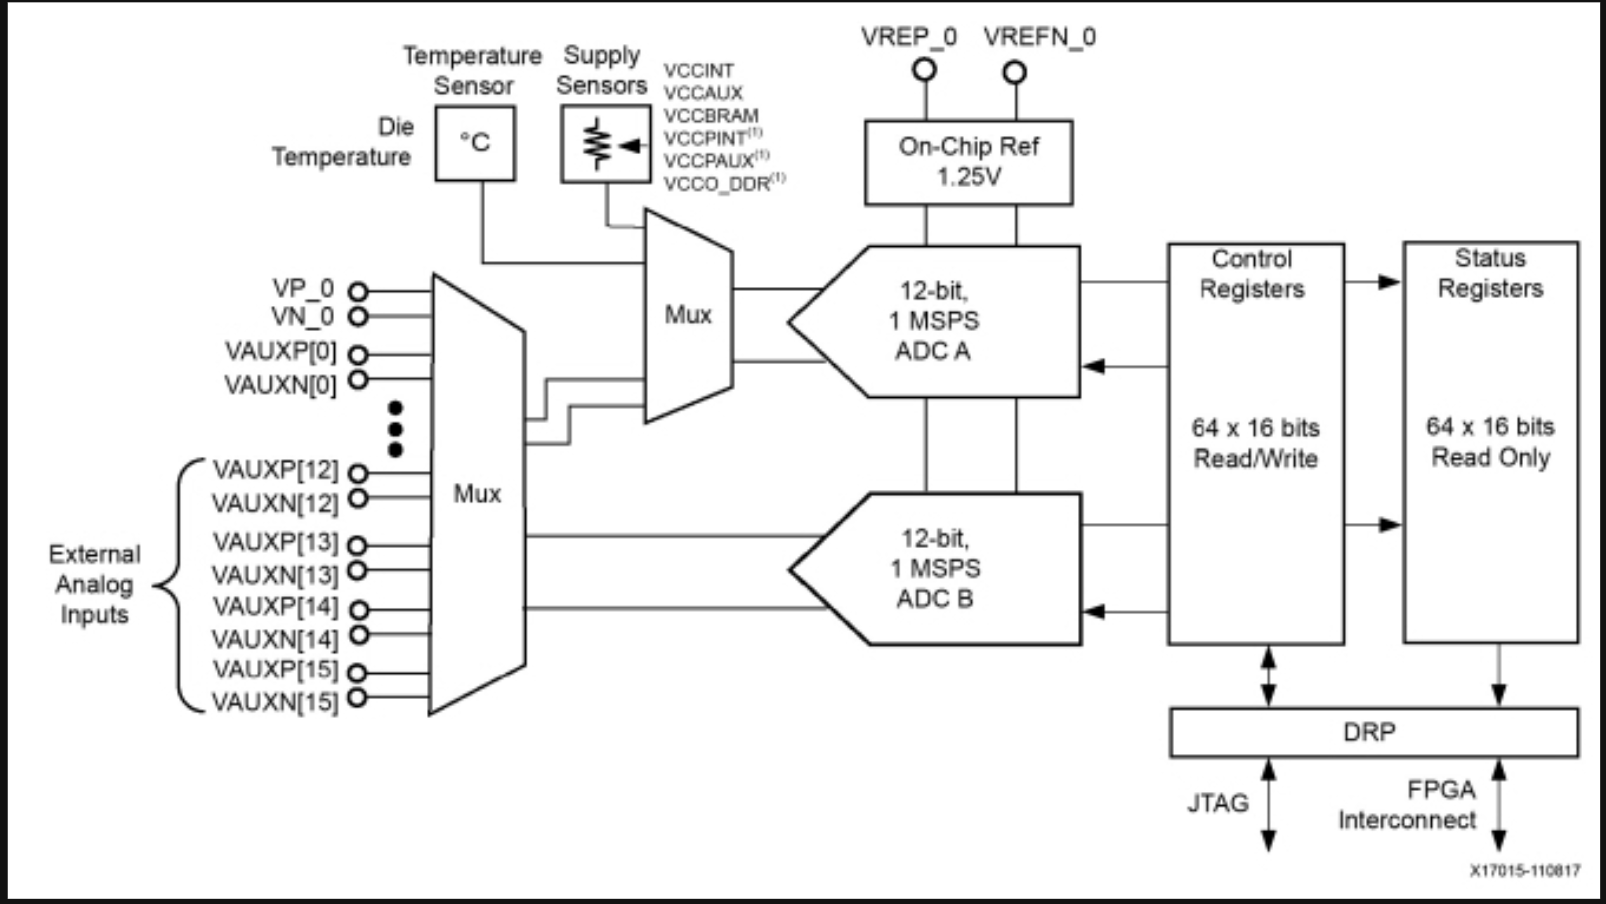 VREP_0 VREFN_0
Temperature
Sensor
Supply
Sensors
VCCINT
VCCAUX
VCCBRAM
VCCPINT(1)
VCCPAUX(1)
VCCO_DDR(1)
Die
Temperature
°C
On-Chip Ref
1.25V
VP_0
VN_0
VAUXP[0]
VAUXN[0]
VAUXP[12]
VAUXN[12]
VAUXP[13]
VAUXN[13]
VAUXP[14]
VAUXN[14]
VAUXP[15]
VAUXN[15]
External
Analog
Inputs
Mux
Mux
12-bit,
1 MSPS
ADC A
12-bit,
1 MSPS
ADC B
Control
Registers
64 x 16 bits
Read/Write
Status
Registers
64 x 16 bits
Read Only
DRP
JTAG
FPGA
Interconnect
X17015-110817